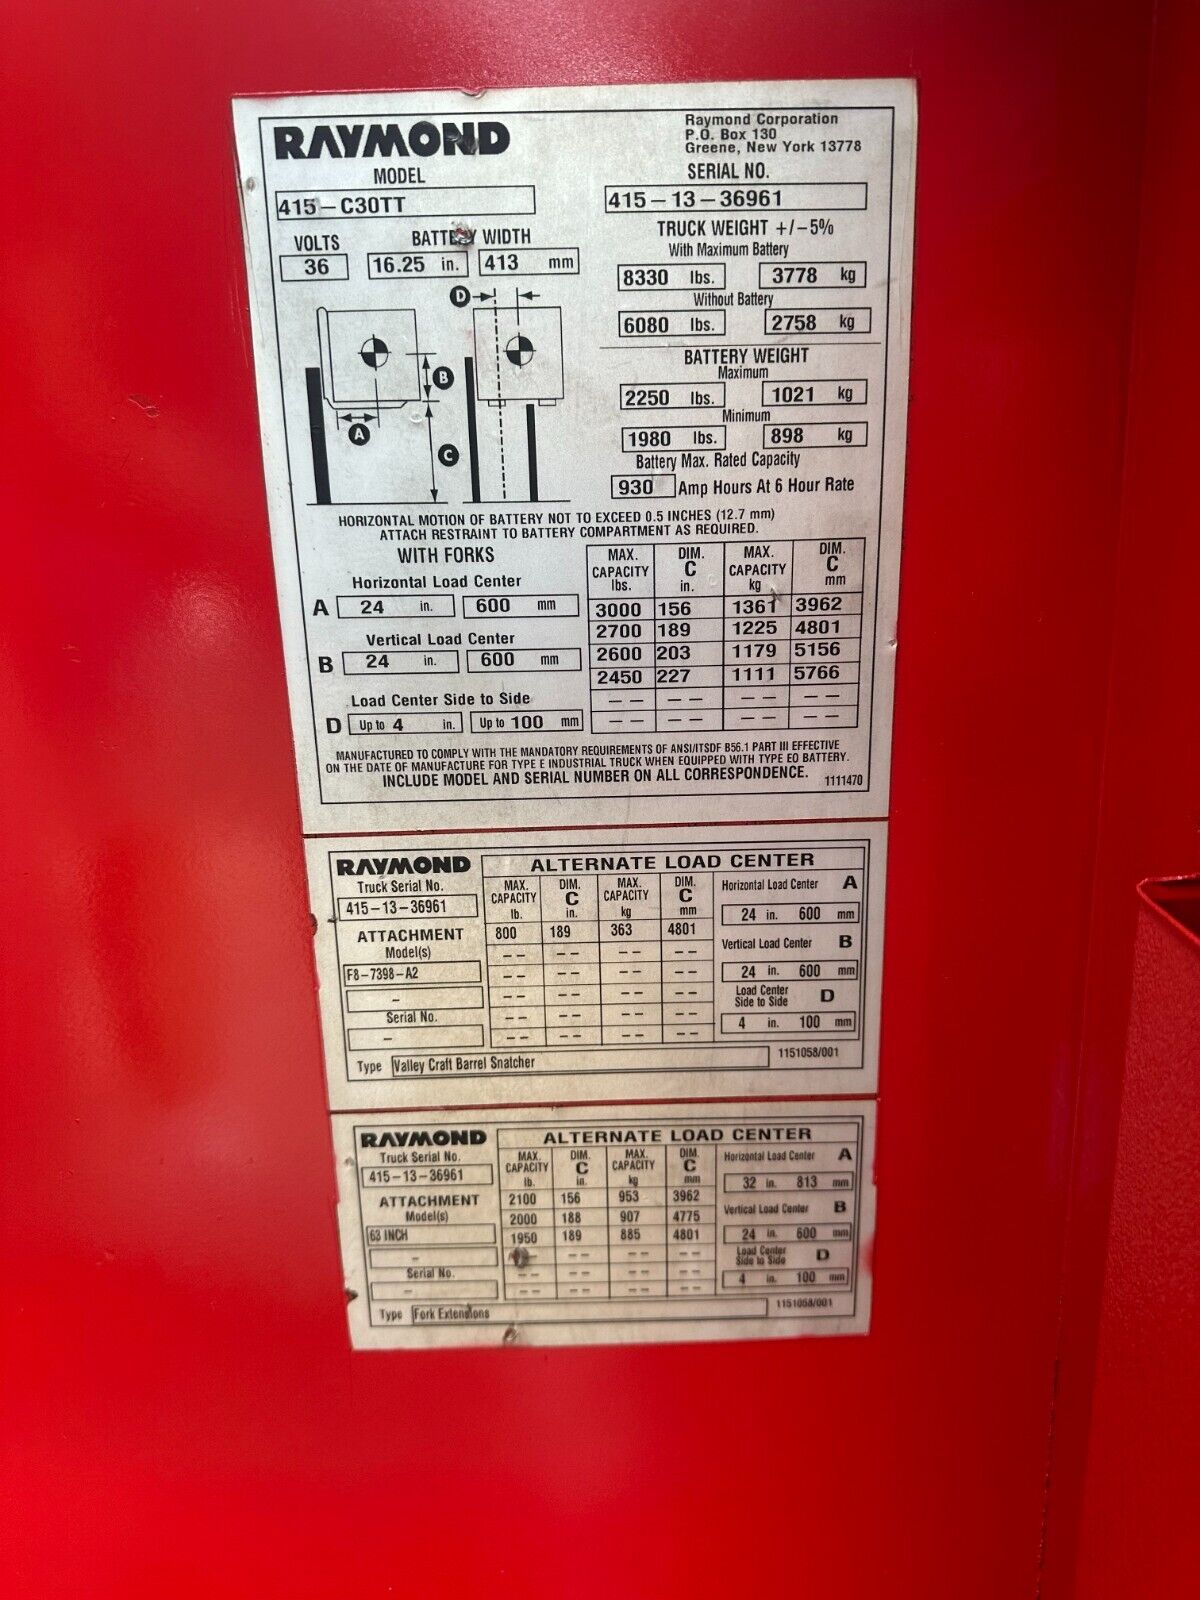 RAYMOND
Raymond Corporation
P.O. Box 130
Greene, New York 13778
MODEL
415-C30TT
SERIAL NO.
415-13-36961
VOLTS
36
BATTERY WIDTH
16.25 in. 413 mm
TRUCK WEIGHT +/-5%
With Maximum Battery
8330 lbs. 3778 kg
Without Battery
6080 lbs. 2758 kg
BATTERY WEIGHT
Maximum
2250 lbs. 1021 kg
Minimum
1980 lbs. 898 kg
Battery Max. Rated Capacity
930 Amp Hours At 6 Hour Rate
D
B
A
C
HORIZONTAL MOTION OF BATTERY NOT TO EXCEED 0.5 INCHES (12.7 mm)
ATTACH RESTRAINT TO BATTERY COMPARTMENT AS REQUIRED.
WITH FORKS
Horizontal Load Center
A 24 in. 600 mm
Vertical Load Center
B 24 in. 600 mm
Load Center Side to Side
D Up to 4 in. Up to 100 mm
MAX. DIM. MAX. DIM.
CAPACITY C CAPACITY C
lbs. in. kg mm
3000 156 1361 3962
2700 189 1225 4801
2600 203 1179 5156
2450 227 1111 5766
-- -- -- --
-- -- -- --
MANUFACTURED TO COMPLY WITH THE MANDATORY REQUIREMENTS OF ANSI/ITSDF B56.1 PART III EFFECTIVE
ON THE DATE OF MANUFACTURE FOR TYPE E INDUSTRIAL TRUCK WHEN EQUIPPED WITH TYPE EO BATTERY.
INCLUDE MODEL AND SERIAL NUMBER ON ALL CORRESPONDENCE.
1111470
RAYMOND
Truck Serial No.
415-13-36961
ATTACHMENT
Model(s)
F8-7398-A2
-
Serial No.
-
ALTERNATE LOAD CENTER
MAX. DIM. MAX. DIM.
CAPACITY C CAPACITY C
lb. in. kg mm
800 189 363 4801
-- -- -- --
-- -- -- --
-- -- -- --
-- -- -- --
-- -- -- --
Horizontal Load Center A
24 in. 600 mm
Vertical Load Center B
24 in. 600 mm
Load Center
Side to Side D
4 in. 100 mm
Type Valley Craft Barrel Snatcher
1151058/001
RAYMOND
Truck Serial No.
415-13-36961
ATTACHMENT
Model(s)
63 INCH
-
Serial No.
-
ALTERNATE LOAD CENTER
MAX. DIM. MAX. DIM.
CAPACITY C CAPACITY C
lb. in. kg mm
2100 156 953 3962
2000 188 907 4775
1950 189 885 4801
-- -- --
-- -- -- --
-- -- -- --
Horizontal Load Center A
32 in. 813 mm
Vertical Load Center B
24 in. 600 mm
Load Center
Side to Side D
4 in. 100 mm
Type Fork Extensions
1151058/001